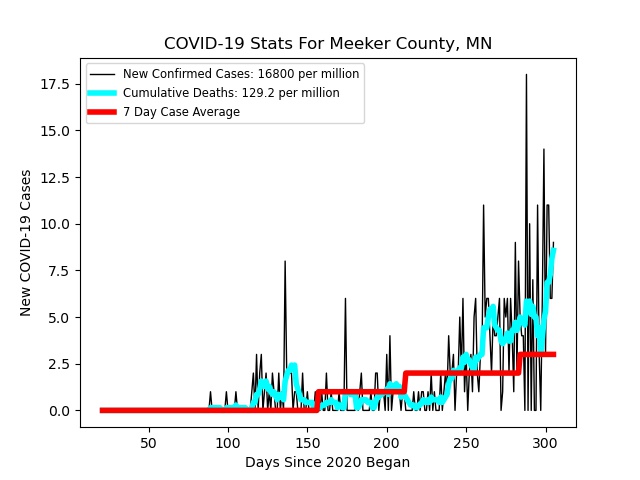 COVID-19 Stats For Meeker County, MN
New Confirmed Cases: 16800 per million
Cumulative Deaths: 129.2 per million
7 Day Case Average
New COVID-19 Cases
17.5
15.0
12.5
10.0
7.5
5.0
2.5
0.0
50 100 150 200 250 300
Days Since 2020 Began